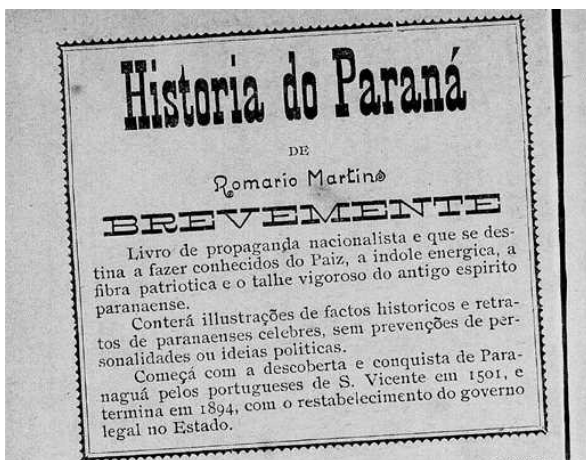 Historia do Paraná
DE
Romario Martins
BREVEMENTE
Livro de propaganda nacionalista e que se des-
tina a fazer conhecidos do Paiz, a indole energica, a
fibra patriotica e o talhe vigoroso do antigo espirito
paranaense.
Conterá illustrações de factos historicos e retra-
tos de paranaenses celebres, sem prevenções de per-
sonalidades ou ideias politicas.
Começá com a descoberta e conquista de Para-
naguá pelos portugueses de S. Vicente em 1501, e
termina em 1894, com o restabelecimento do governo
legal no Estado.